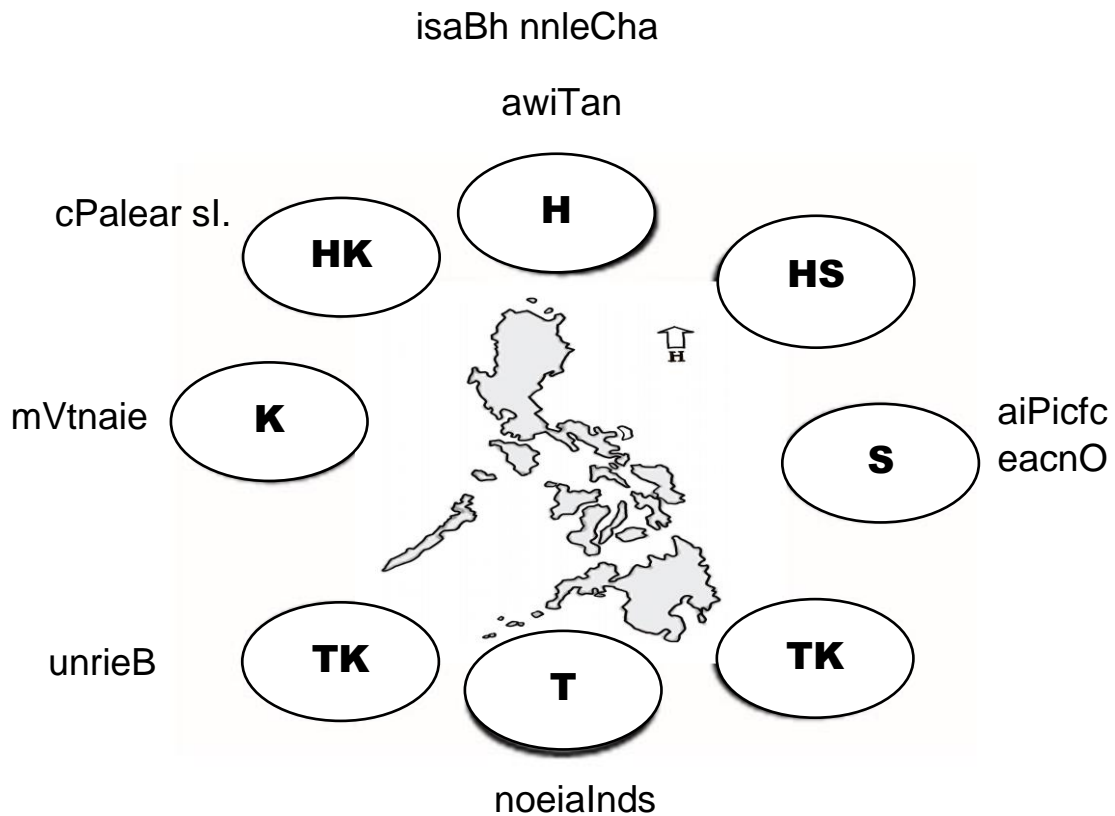 isaBh nnleCha
awiTan
cPalear sI.
H
HK
HS
H
mVtnaie
K
aiPicfc
eacnO
S
unrieB
TK
T
TK
noeiaInds